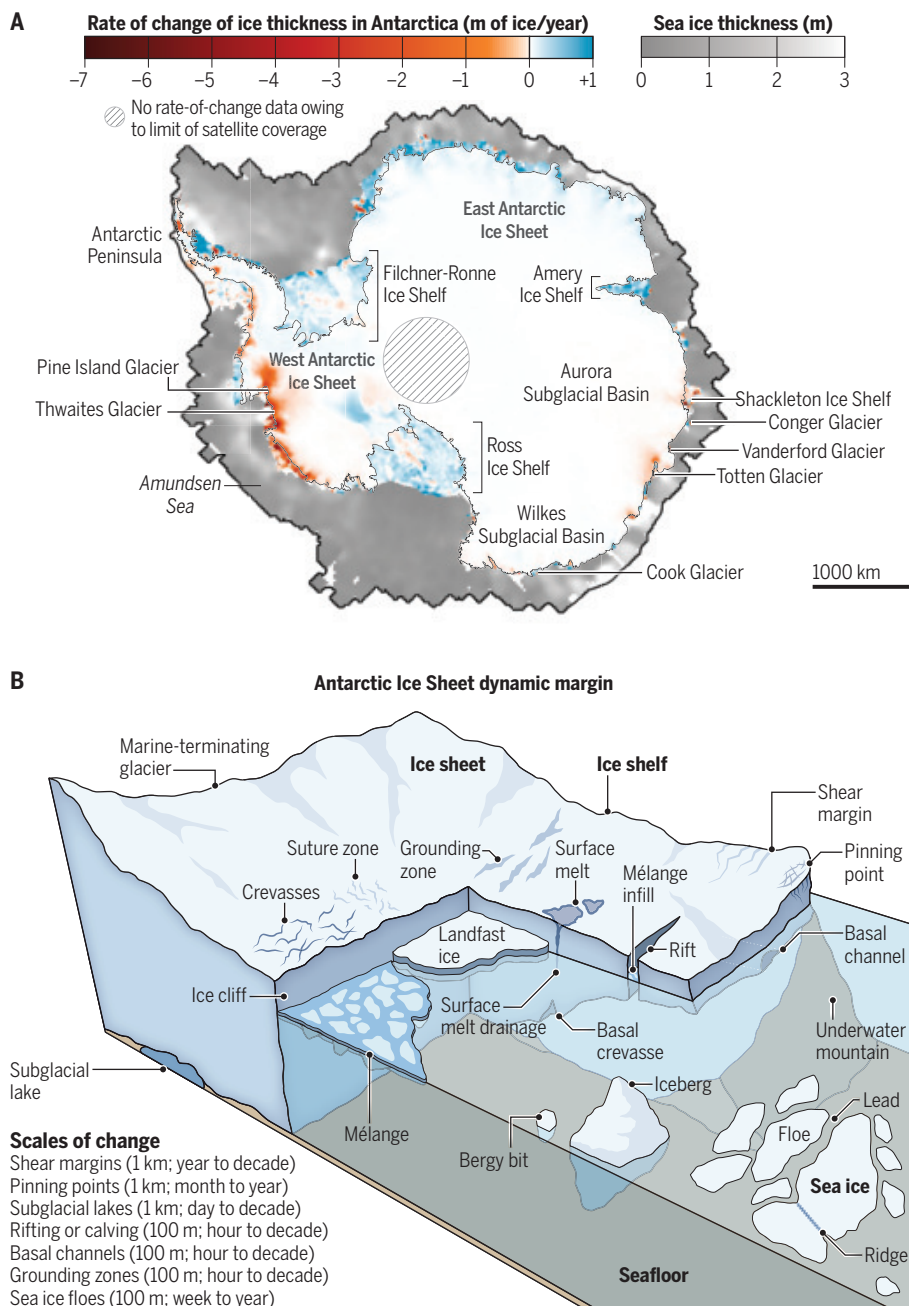 A
Rate of change of ice thickness in Antarctica (m of ice/year)
–7 –6 –5 –4 –3 –2 –1 0 +1
Sea ice thickness (m)
0 1 2 3
No rate-of-change data owing
to limit of satellite coverage
East Antarctic
Ice Sheet
Antarctic
Peninsula
Filchner-Ronne
Ice Shelf
Amery
Ice Shelf
West Antarctic
Ice Sheet
Pine Island Glacier
Thwaites Glacier
Amundsen
Sea
Aurora
Subglacial Basin
Shackleton Ice Shelf
Conger Glacier
Vanderford Glacier
Totten Glacier
Ross
Ice Shelf
Wilkes
Subglacial Basin
Cook Glacier
1000 km
B
Antarctic Ice Sheet dynamic margin
Marine-terminating
glacier
Ice sheet
Ice shelf
Shear
margin
Pinning
point
Suture zone
Grounding
zone
Surface
melt
Mélange
infill
Crevasses
Landfast
ice
Rift
Basal
channel
Ice cliff
Surface
melt drainage
Basal
crevasse
Underwater
mountain
Subglacial
lake
Mélange
Iceberg
Bergy bit
Lead
Floe
Sea ice
Ridge
Seafloor
Scales of change
Shear margins (1 km; year to decade)
Pinning points (1 km; month to year)
Subglacial lakes (1 km; day to decade)
Rifting or calving (100 m; hour to decade)
Basal channels (100 m; hour to decade)
Grounding zones (100 m; hour to decade)
Sea ice floes (100 m; week to year)